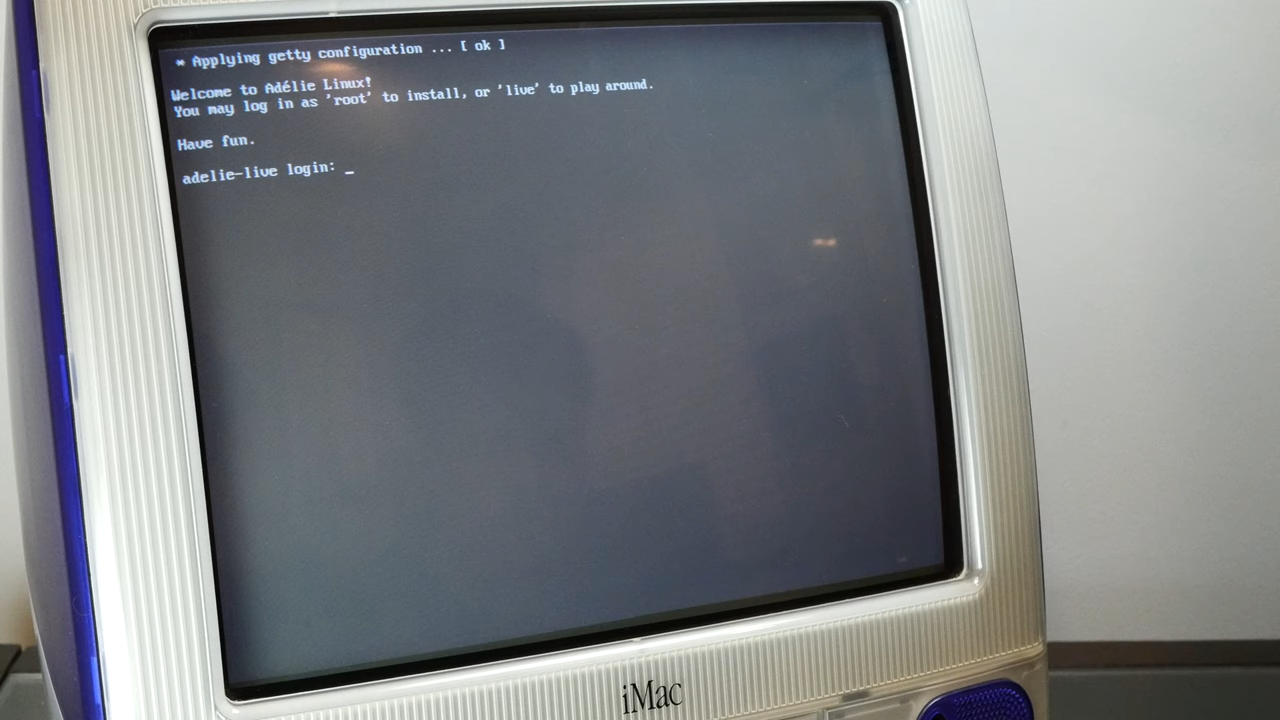 * Applying getty configuration ... [ ok ]
Welcome to Adélie Linux!
You may log in as 'root' to install, or 'live' to play around.
Have fun.
adelie-live login: _
iMac